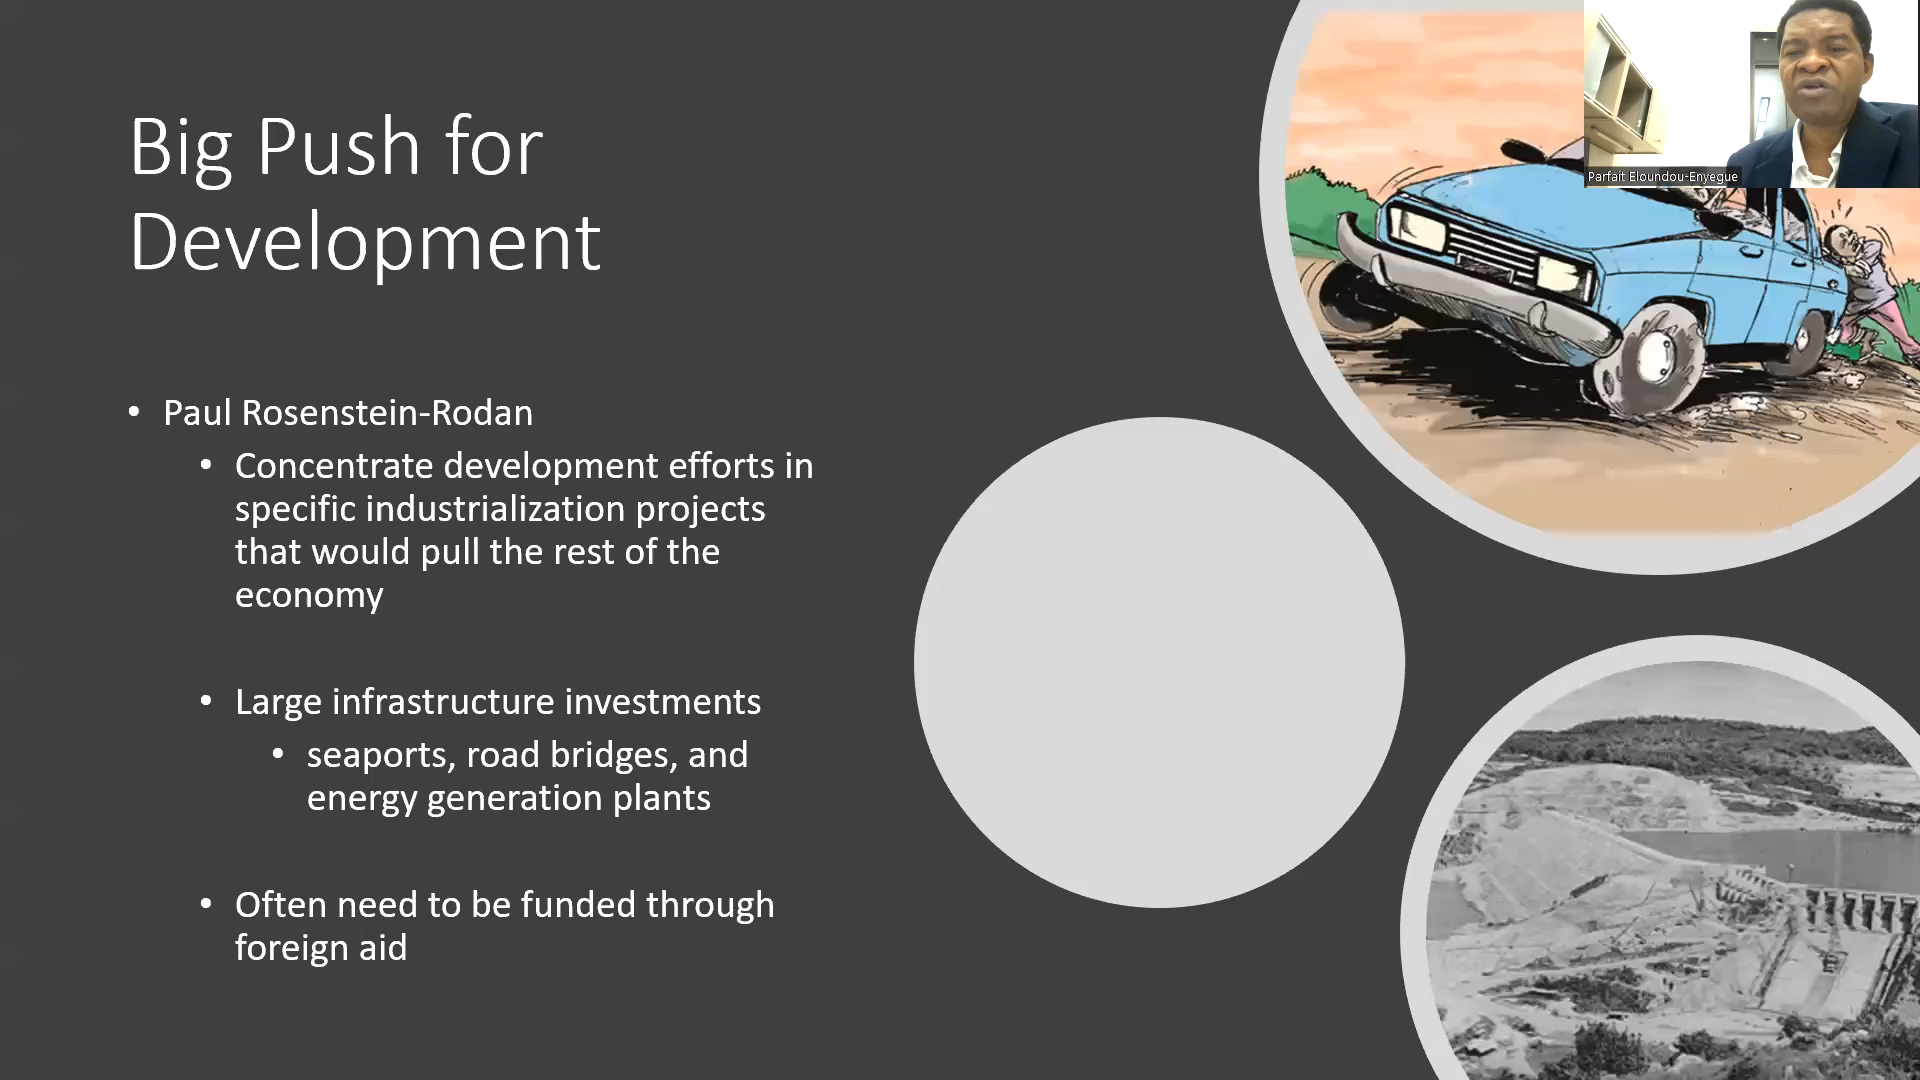 Big Push for
Development
• Paul Rosenstein-Rodan
• Concentrate development efforts in
specific industrialization projects
that would pull the rest of the
economy
• Large infrastructure investments
• seaports, road bridges, and
energy generation plants
• Often need to be funded through
foreign aid
Parfait Eloundou-Enyegue